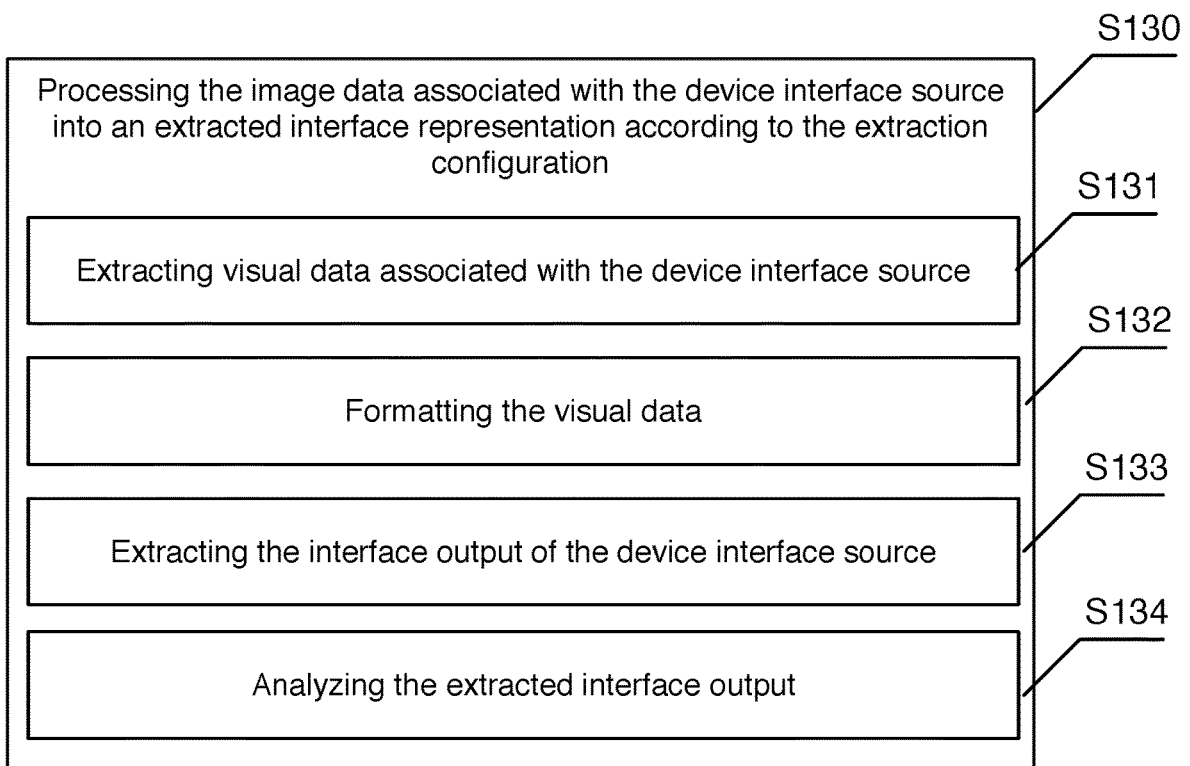 S130
Processing the image data associated with the device interface source
into an extracted interface representation according to the extraction
configuration
S131
Extracting visual data associated with the device interface source
S132
Formatting the visual data
S133
Extracting the interface output of the device interface source
S134
Analyzing the extracted interface output